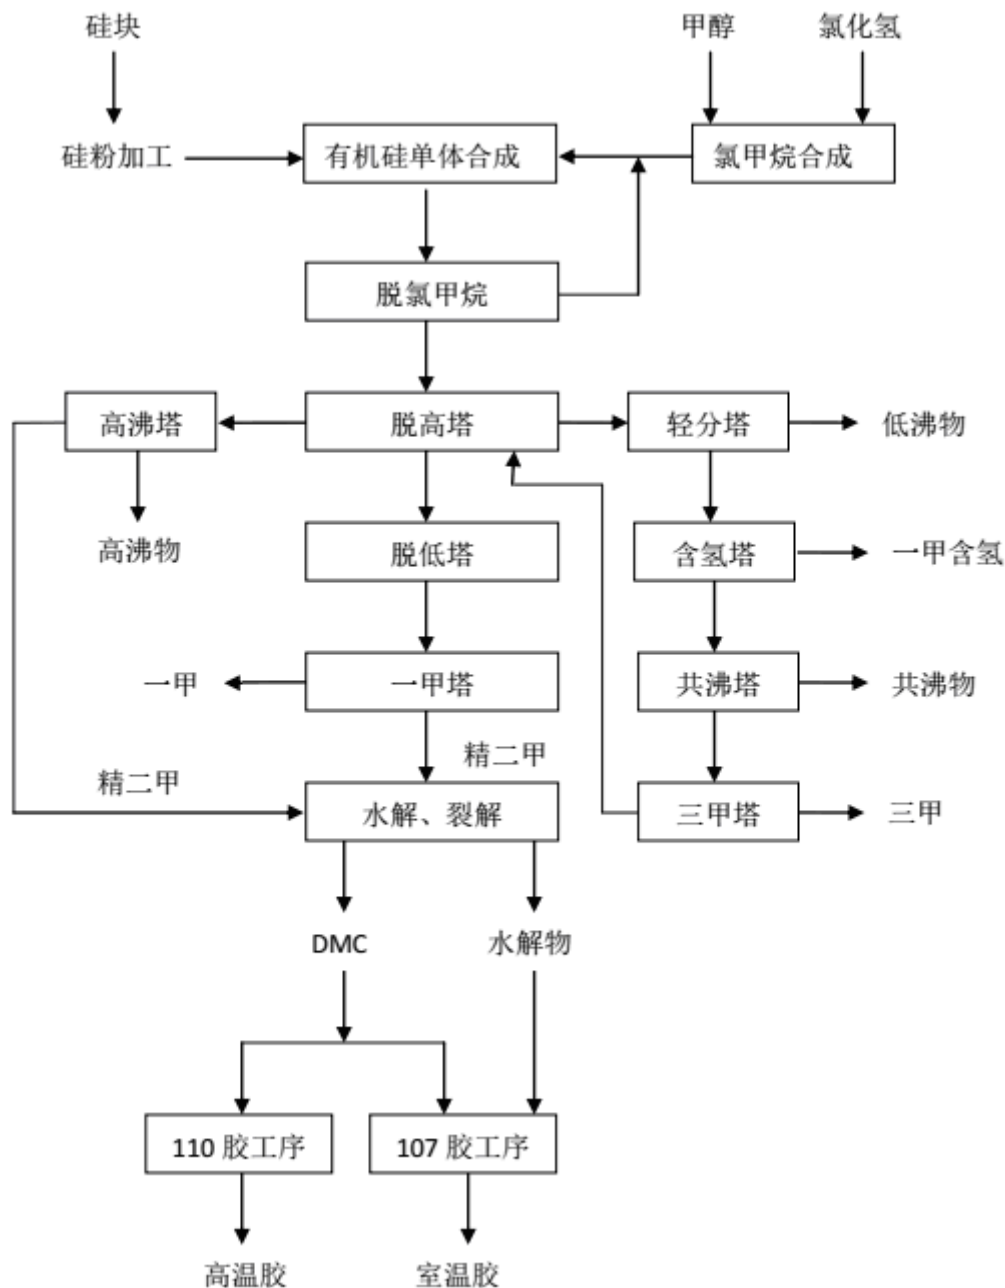 硅块
甲醇
氯化氢
硅粉加工
有机硅单体合成
氯甲烷合成
脱氯甲烷
高沸塔
脱高塔
轻分塔
低沸物
高沸物
脱低塔
含氢塔
一甲含氢
一甲
一甲塔
共沸塔
共沸物
精二甲
精二甲
水解、裂解
三甲塔
三甲
DMC
水解物
110 胶工序
107 胶工序
高温胶
室温胶